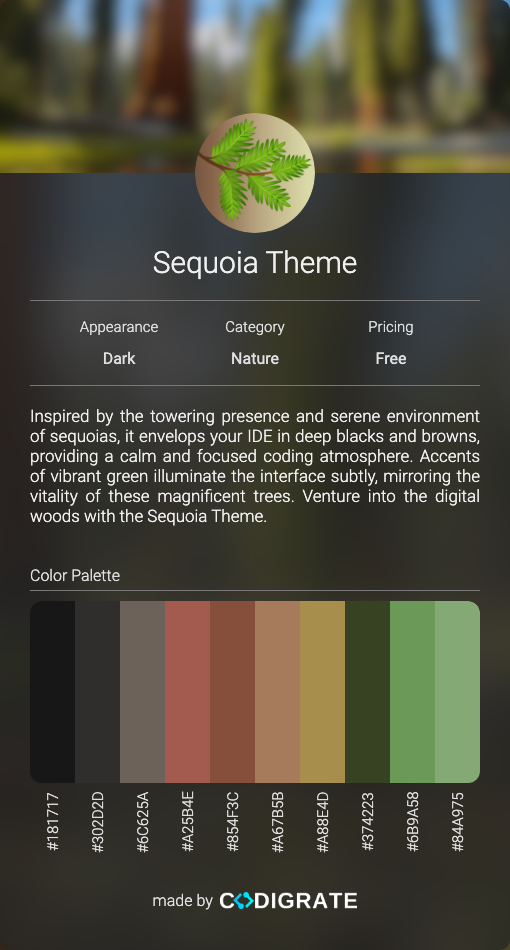 Sequoia Theme
Appearance Category Pricing
Dark Nature Free
Inspired by the towering presence and serene environment
of sequoias, it envelops your IDE in deep blacks and browns,
providing a calm and focused coding atmosphere. Accents
of vibrant green illuminate the interface subtly, mirroring the
vitality of these magnificent trees. Venture into the digital
woods with the Sequoia Theme.
Color Palette
#181717
#302D2D
#6C625A
#A25B4E
#854F3C
#A67B5B
#A88E4D
#374223
#6B9A58
#84A975
made by CODIGRATE